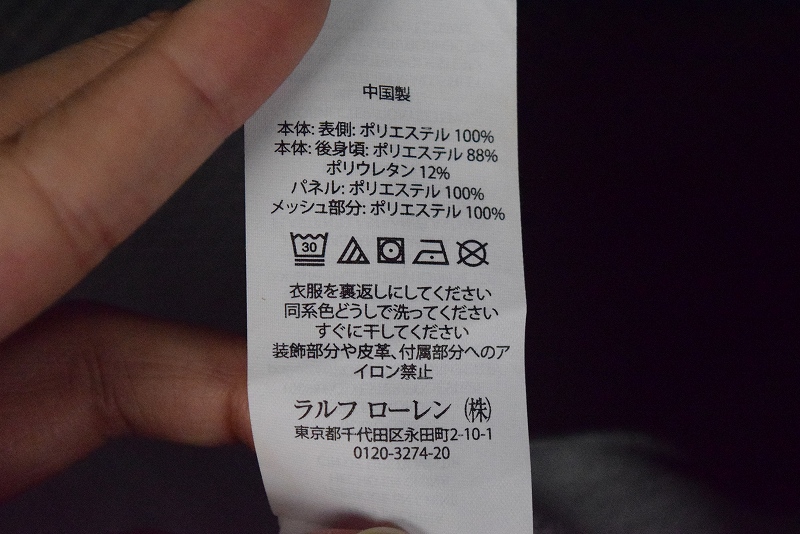 中国製
本体: 表側: ポリエステル 100%
本体: 後身頃: ポリエステル 88%
ポリウレタン 12%
パネル: ポリエステル 100%
メッシュ部分: ポリエステル 100%
30
衣服を裏返しにしてください
同系色どうしで洗ってください
すぐに干してください
装飾部分や皮革、付属部分へのア
イロン禁止
ラルフ ローレン ㈱
東京都千代田区永田町2-10-1
0120-3274-20